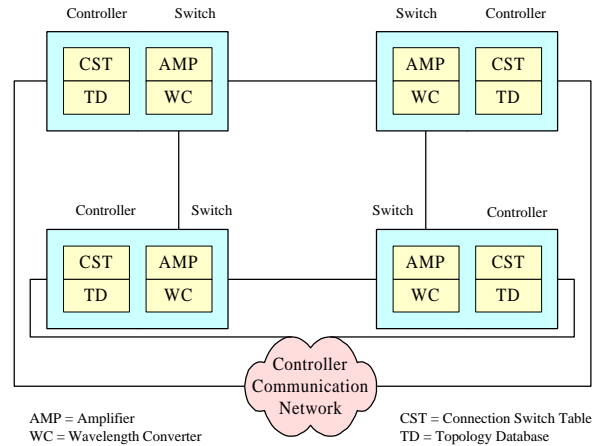 Controller Switch Switch Controller
CST AMP AMP CST
TD WC WC TD
Controller Switch Switch Controller
CST AMP AMP CST
TD WC WC TD
Controller
Communication
Network
AMP = Amplifier
WC = Wavelength Converter
CST = Connection Switch Table
TD = Topology Database